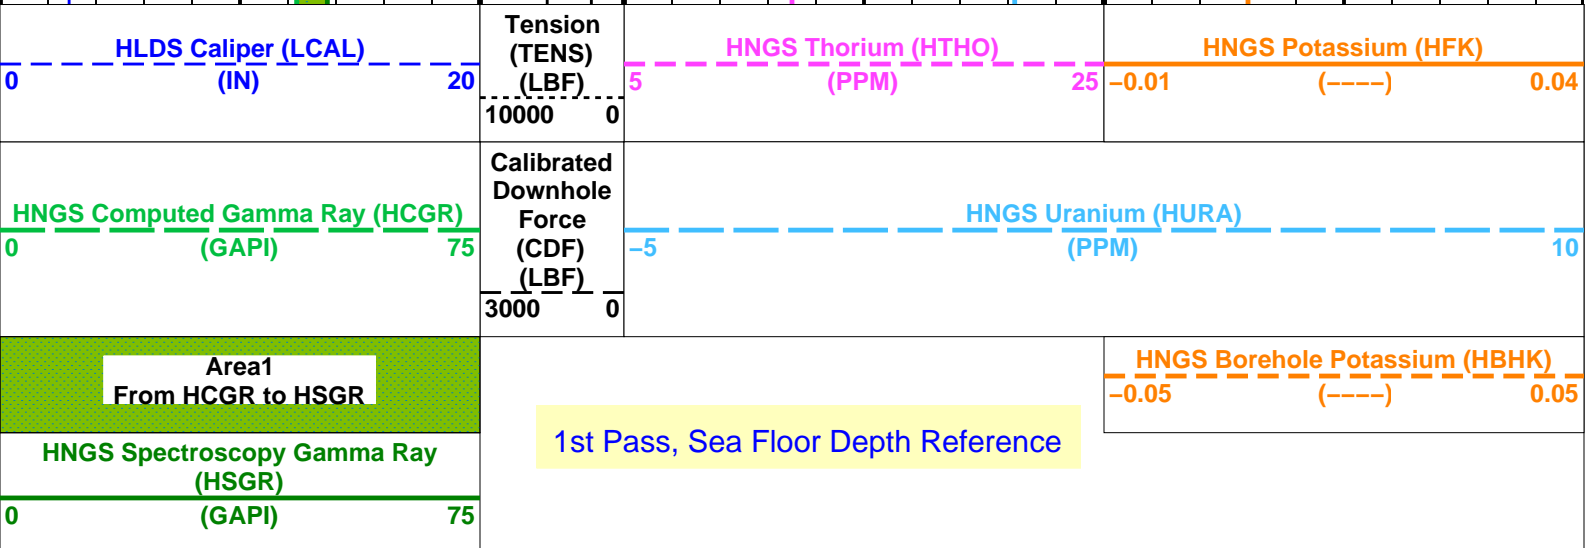 HLDS Caliper (LCAL)
0 (IN) 20
Tension
(TENS)
(LBF)
10000 0
HNGS Thorium (HTHO)
5 (PPM) 25
HNGS Potassium (HFK)
−0.01 (−−−−) 0.04
HNGS Computed Gamma Ray (HCGR)
0 (GAPI) 75
Calibrated
Downhole
Force
(CDF)
(LBF)
3000 0
HNGS Uranium (HURA)
−5 (PPM) 10
Area1
From HCGR to HSGR
HNGS Borehole Potassium (HBHK)
−0.05 (−−−−) 0.05
HNGS Spectroscopy Gamma Ray
(HSGR)
0 (GAPI) 75
1st Pass, Sea Floor Depth Reference